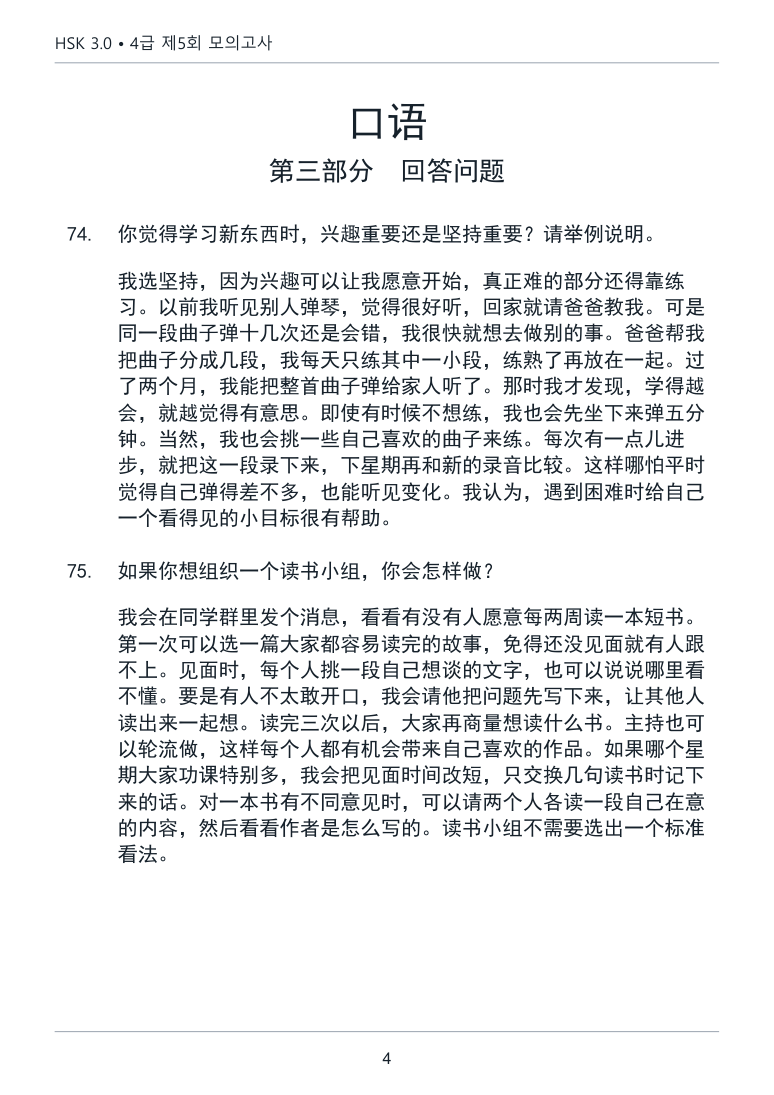 HSK 3.0 • 4급 제5회 모의고사
口语
第三部分 回答问题
74. 你觉得学习新东西时，兴趣重要还是坚持重要？请举例说明。
我选坚持，因为兴趣可以让我愿意开始，真正难的部分还得靠练
习。以前我听见别人弹琴，觉得很好听，回家就请爸爸教我。可是
同一段曲子弹十几次还是会错，我很快就想去做别的事。爸爸帮我
把曲子分成几段，我每天只练其中一小段，练熟了再放在一起。过
了两个月，我能把整首曲子弹给家人听了。那时我才发现，学得越
会，就越觉得有意思。即使有时候不想练，我也会先坐下来弹五分
钟。当然，我也会挑一些自己喜欢的曲子来练。每次有一点儿进
步，就把这一段录下来，下星期再和新的录音比较。这样哪怕平时
觉得自己弹得差不多，也能听见变化。我认为，遇到困难时给自己
一个看得见的小目标很有帮助。
75. 如果你想组织一个读书小组，你会怎样做？
我会在同学群里发个消息，看看有没有人愿意每两周读一本短书。
第一次可以选一篇大家都容易读完的故事，免得还没见面就有人跟
不上。见面时，每个人挑一段自己想谈的文字，也可以说说哪里看
不懂。要是有人不太敢开口，我会请他把问题先写下来，让其他人
读出来一起想。读完三次以后，大家再商量想读什么书。主持也可
以轮流做，这样每个人都有机会带来自己喜欢的作品。如果哪个星
期大家功课特别多，我会把见面时间改短，只交换几句读书时记下
来的话。对一本书有不同意见时，可以请两个人各读一段自己在意
的内容，然后看看作者是怎么写的。读书小组不需要选出一个标准
看法。
4